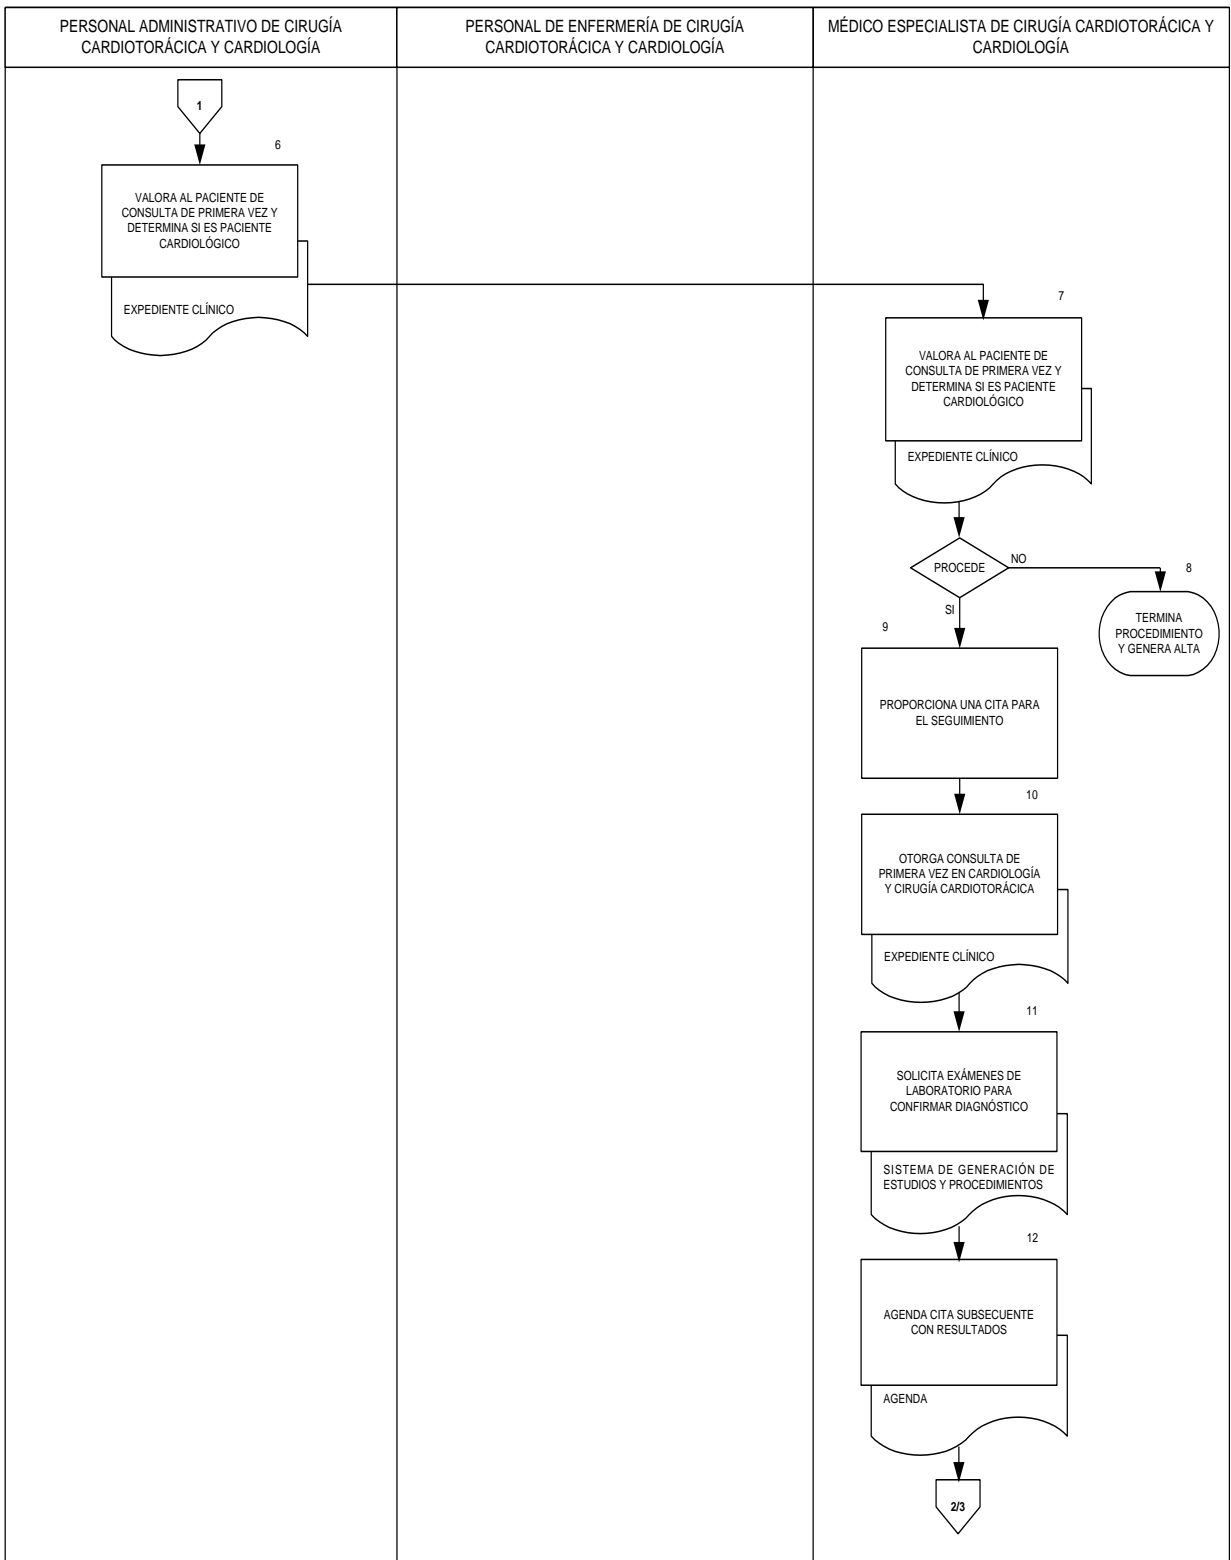 PERSONAL ADMINISTRATIVO DE CIRUGÍA
CARDIOTORÁCICA Y CARDIOLOGÍA
PERSONAL DE ENFERMERÍA DE CIRUGÍA
CARDIOTORÁCICA Y CARDIOLOGÍA
MÉDICO ESPECIALISTA DE CIRUGÍA CARDIOTORÁCICA Y
CARDIOLOGÍA
1
6
VALORA AL PACIENTE DE
CONSULTA DE PRIMERA VEZ Y
DETERMINA SI ES PACIENTE
CARDIOLÓGICO
EXPEDIENTE CLÍNICO
7
VALORA AL PACIENTE DE
CONSULTA DE PRIMERA VEZ Y
DETERMINA SI ES PACIENTE
CARDIOLÓGICO
EXPEDIENTE CLÍNICO
PROCEDE
NO
8
TERMINA
PROCEDIMIENTO
Y GENERA ALTA
SI
9
PROPORCIONA UNA CITA PARA
EL SEGUIMIENTO
10
OTORGA CONSULTA DE
PRIMERA VEZ EN CARDIOLOGÍA
Y CIRUGÍA CARDIOTORÁCICA
EXPEDIENTE CLÍNICO
11
SOLICITA EXÁMENES DE
LABORATORIO PARA
CONFIRMAR DIAGNÓSTICO
SISTEMA DE GENERACIÓN DE
ESTUDIOS Y PROCEDIMIENTOS
12
AGENDA CITA SUBSECUENTE
CON RESULTADOS
AGENDA
2/3